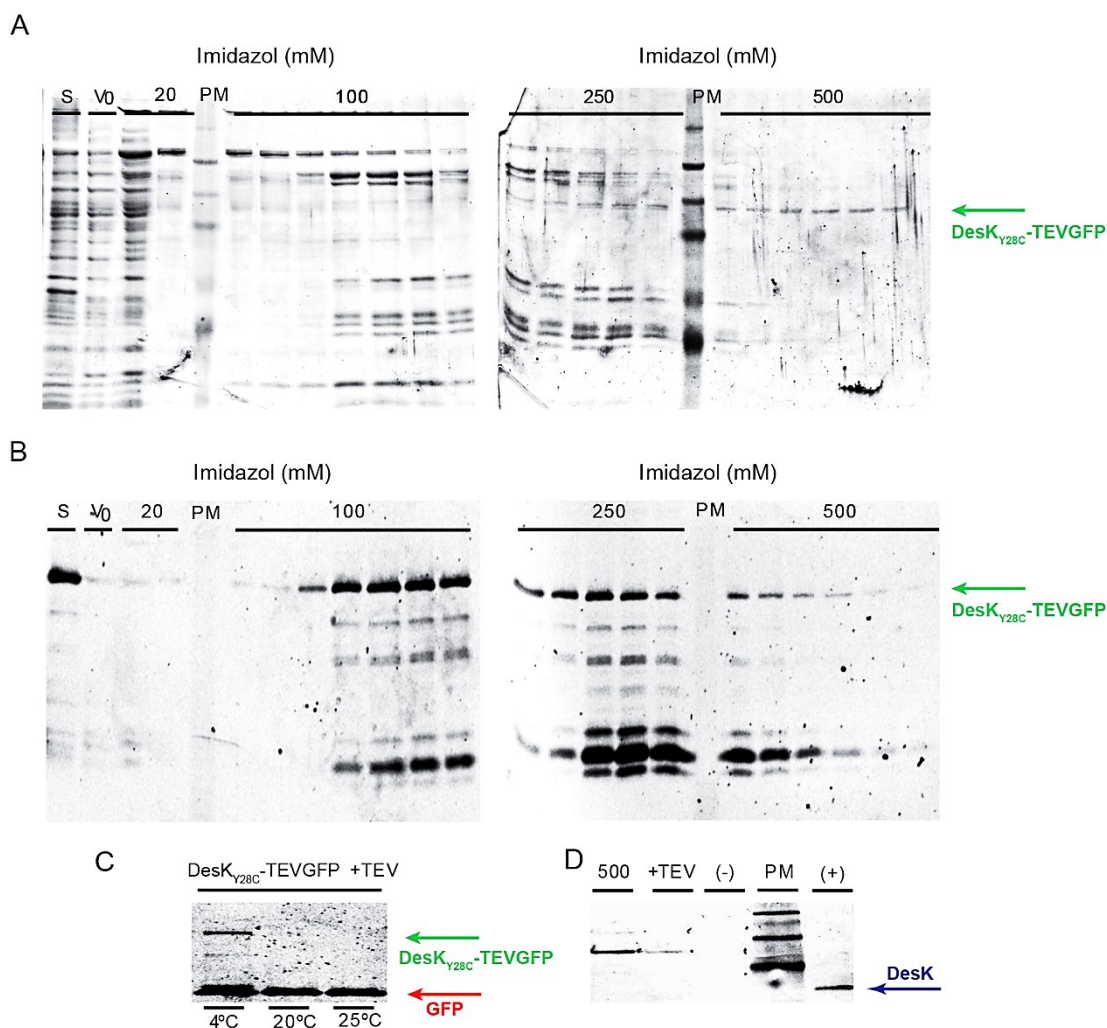 A
Imidazol (mM)
Imidazol (mM)
S V0 20 PM 100
250 PM 500
DesKY28C-TEVGFP
B
Imidazol (mM)
Imidazol (mM)
S V0 20 PM 100
250 PM 500
DesKY28C-TEVGFP
C
DesKY28C-TEVGFP +TEV
DesKY28C-TEVGFP
GFP
4ºC 20ºC 25ºC
D
500 +TEV (-) PM (+)
DesK